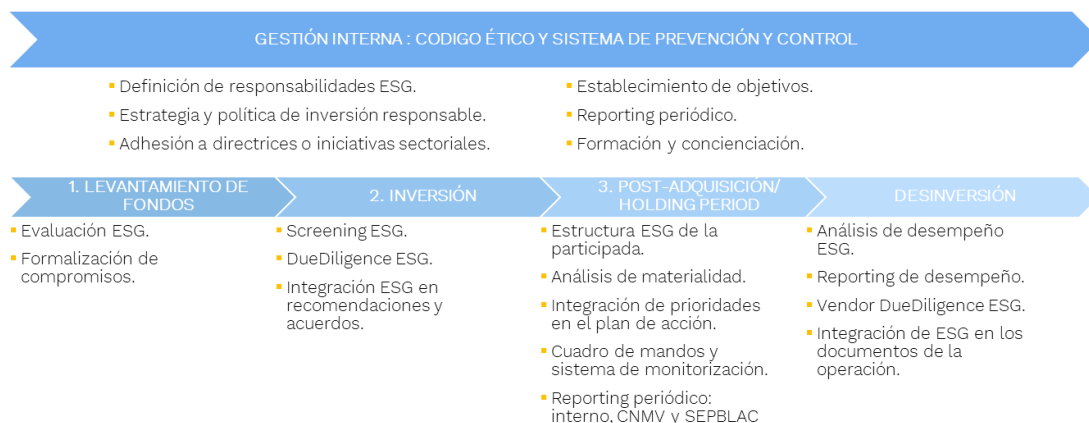 GESTIÓN INTERNA : CODIGO ÉTICO Y SISTEMA DE PREVENCIÓN Y CONTROL
Definición de responsabilidades ESG.
Estrategia y política de inversión responsable.
Adhesión a directrices o iniciativas sectoriales.
Establecimiento de objetivos.
Reporting periódico.
Formación y concienciación.
1. LEVANTAMIENTO DE
FONDOS
Evaluación ESG.
Formalización de
compromisos.
2. INVERSIÓN
Screening ESG.
DueDiligence ESG.
Integración ESG en
recomendaciones y
acuerdos.
3. POST-ADQUISICIÓN/
HOLDING PERIOD
Estructura ESG de la
participada.
Análisis de materialidad.
Integración de prioridades
en el plan de acción.
Cuadro de mandos y
sistema de monitorización.
Reporting periódico:
interno, CNMV y SEPBLAC
DESINVERSIÓN
Análisis de desempeño
ESG.
Reporting de desempeño.
Vendor DueDiligence ESG.
Integración de ESG en los
documentos de la
operación.